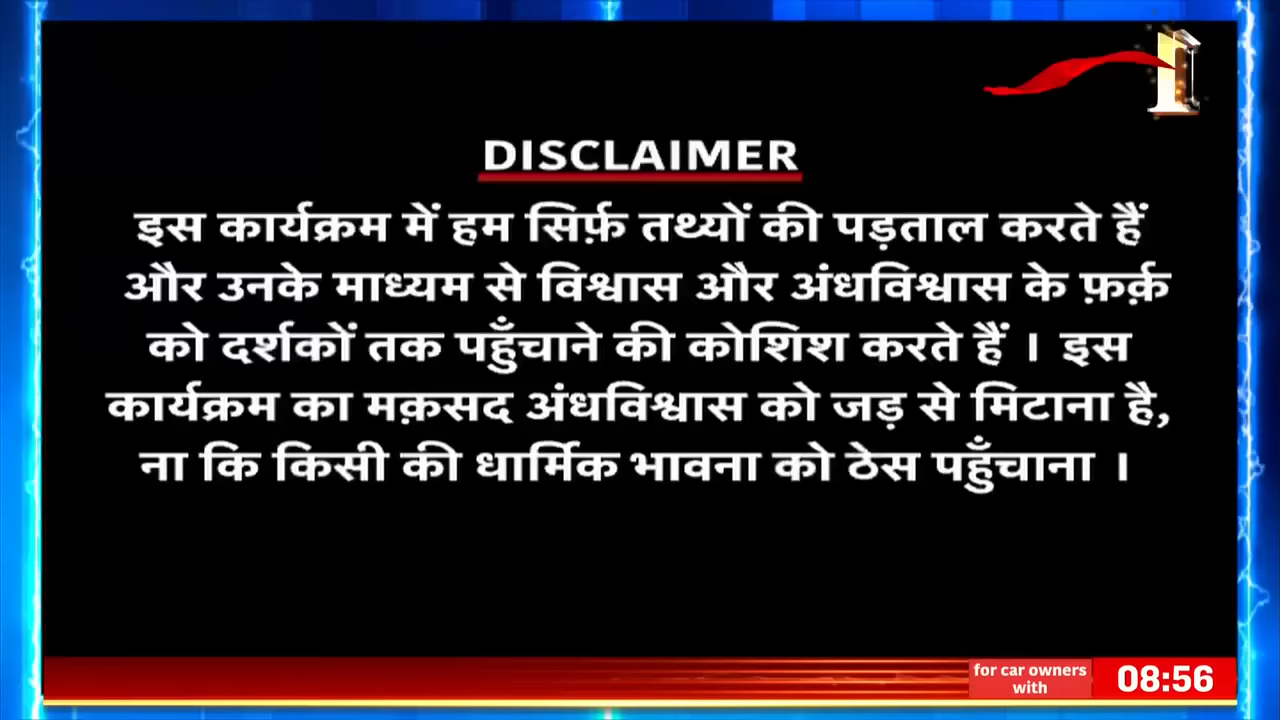 DISCLAIMER
इस कार्यक्रम में हम सिर्फ़ तथ्यों की पड़ताल करते हैं
और उनके माध्यम से विश्वास और अंधविश्वास के फ़र्क़
को दर्शकों तक पहुँचाने की कोशिश करते हैं । इस
कार्यक्रम का मक़सद अंधविश्वास को जड़ से मिटाना है,
ना कि किसी की धार्मिक भावना को ठेस पहुँचाना ।
for car owners
with
08:56